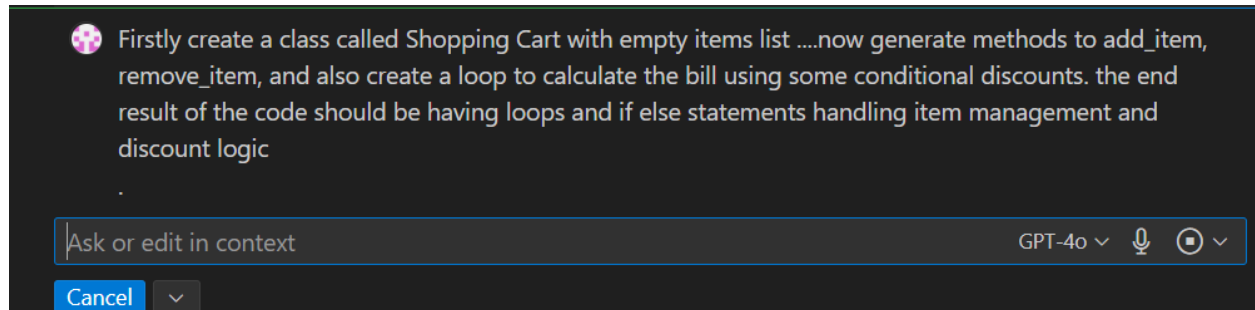 Firstly create a class called Shopping Cart with empty items list ....now generate methods to add_item,
remove_item, and also create a loop to calculate the bill using some conditional discounts. the end
result of the code should be having loops and if else statements handling item management and
discount logic
.
Ask or edit in context GPT-4o
Cancel